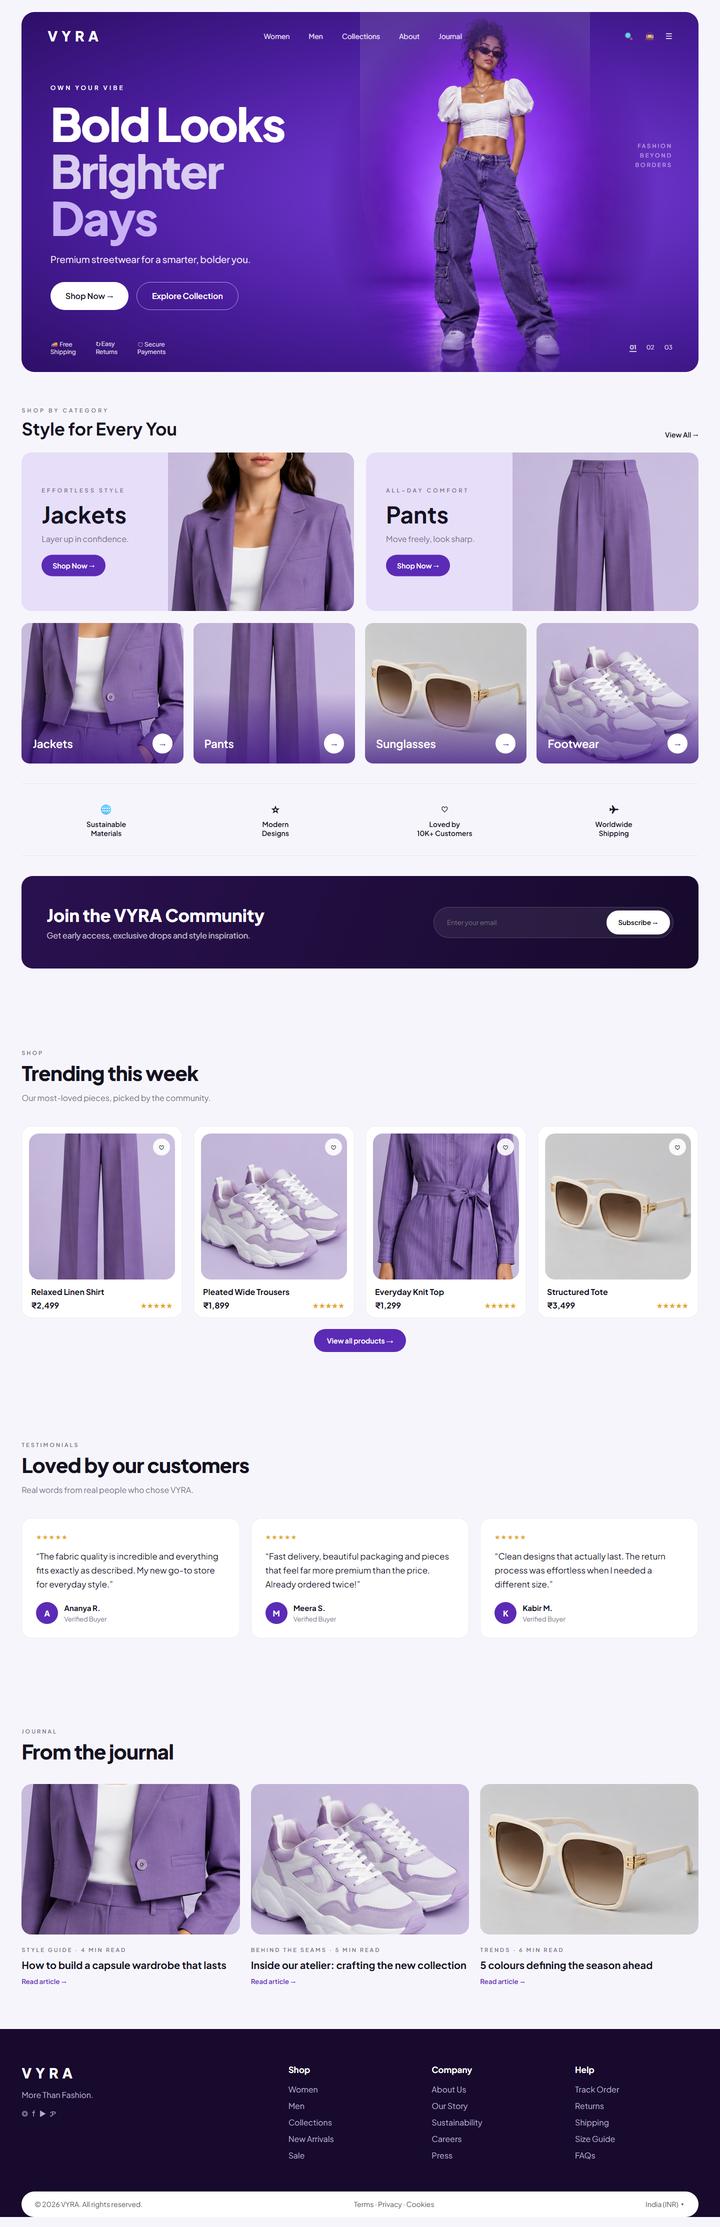 VYRA
Women Men Collections About Journal
OWN YOUR VIBE
Bold Looks
Brighter
Days
Premium streetwear for a smarter, bolder you.
Shop Now →
Explore Collection
FASHION
BEYOND
BORDERS
Free
Shipping
Easy
Returns
Secure
Payments
01 02 03
SHOP BY CATEGORY
Style for Every You
View All →
EFFORTLESS STYLE
Jackets
Layer up in confidence.
Shop Now →
ALL-DAY COMFORT
Pants
Move freely, look sharp.
Shop Now →
Jackets →
Pants →
Sunglasses →
Footwear →
Sustainable
Materials
Modern
Designs
Loved by
10K+ Customers
Worldwide
Shipping
Join the VYRA Community
Get early access, exclusive drops and style inspiration.
Enter your email
Subscribe →
SHOP
Trending this week
Our most-loved pieces, picked by the community.
Relaxed Linen Shirt
₹2,499 ★★★★★
Pleated Wide Trousers
₹1,899 ★★★★★
Everyday Knit Top
₹1,299 ★★★★★
Structured Tote
₹3,499 ★★★★★
View all products →
TESTIMONIALS
Loved by our customers
Real words from real people who chose VYRA.
★★★★★
"The fabric quality is incredible and everything
fits exactly as described. My new go-to store
for everyday style."
A
Ananya R.
Verified Buyer
★★★★★
"Fast delivery, beautiful packaging and pieces
that feel far more premium than the price.
Already ordered twice!"
M
Meera S.
Verified Buyer
★★★★★
"Clean designs that actually last. The return
process was effortless when I needed a
different size."
K
Kabir M.
Verified Buyer
JOURNAL
From the journal
STYLE GUIDE · 4 MIN READ
How to build a capsule wardrobe that lasts
Read article →
BEHIND THE SEAMS · 5 MIN READ
Inside our atelier: crafting the new collection
Read article →
TRENDS · 6 MIN READ
5 colours defining the season ahead
Read article →
VYRA
More Than Fashion.
Shop
Women
Men
Collections
New Arrivals
Sale
Company
About Us
Our Story
Sustainability
Careers
Press
Help
Track Order
Returns
Shipping
Size Guide
FAQs
© 2026 VYRA. All rights reserved.
Terms · Privacy · Cookies
India (INR)